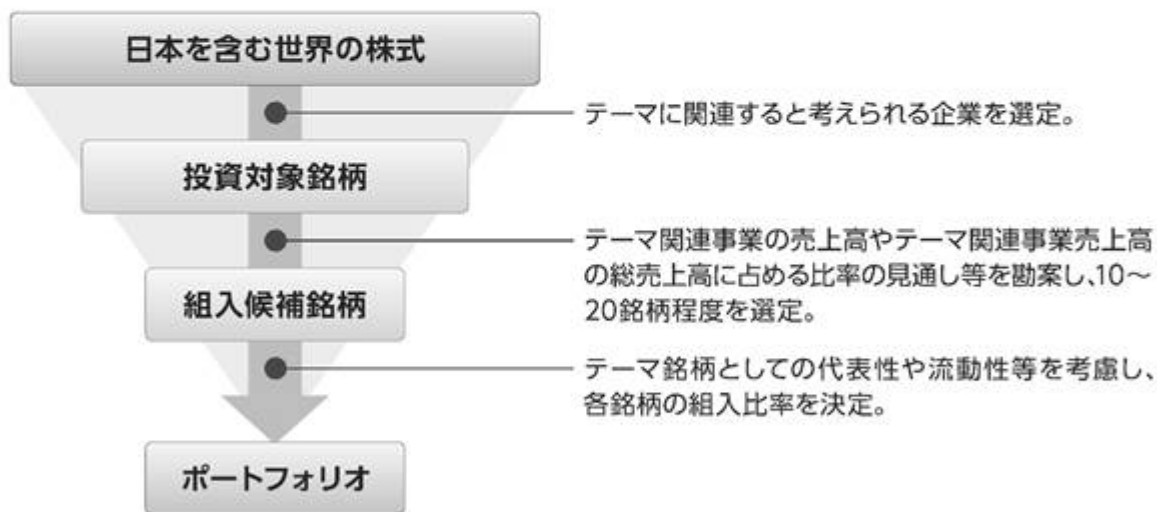 日本を含む世界の株式
テーマに関連すると考えられる企業を選定。
投資対象銘柄
テーマ関連事業の売上高やテーマ関連事業売上高
の総売上高に占める比率の見通し等を勘案し、10～
20銘柄程度を選定。
組入候補銘柄
テーマ銘柄としての代表性や流動性等を考慮し、
各銘柄の組入比率を決定。
ポートフォリオ